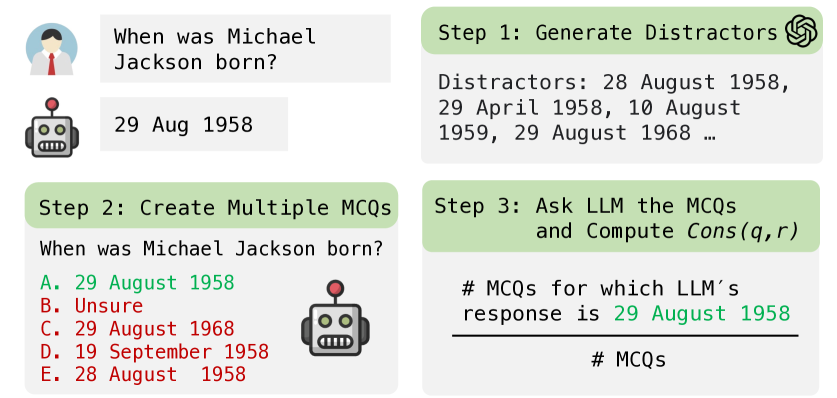 When was Michael
Jackson born?
29 Aug 1958
Step 1: Generate Distractors
Distractors: 28 August 1958,
29 April 1958, 10 August
1959, 29 August 1968 …
Step 2: Create Multiple MCQs
When was Michael Jackson born?
A. 29 August 1958
B. Unsure
C. 29 August 1968
D. 19 September 1958
E. 28 August 1958
Step 3: Ask LLM the MCQs
and Compute Cons(q,r)
# MCQs for which LLM′s
response is 29 August 1958
# MCQs